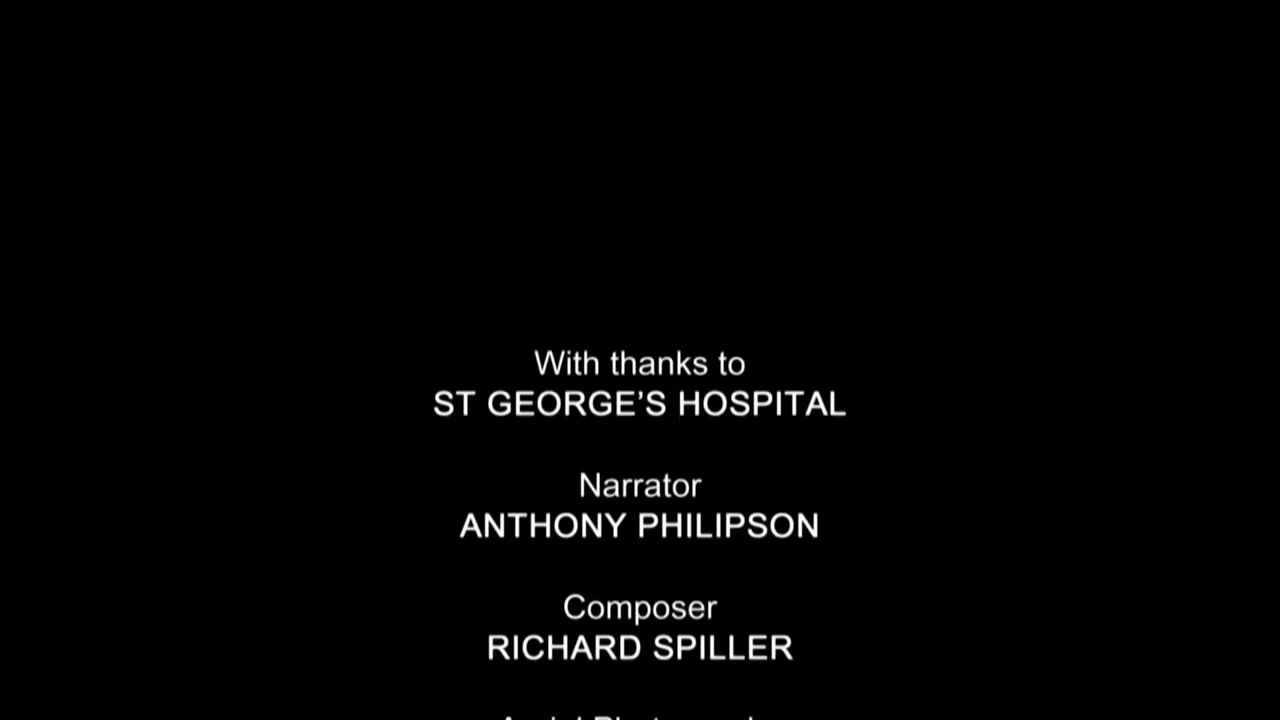 With thanks to
ST GEORGE’S HOSPITAL
Narrator
ANTHONY PHILIPSON
Composer
RICHARD SPILLER